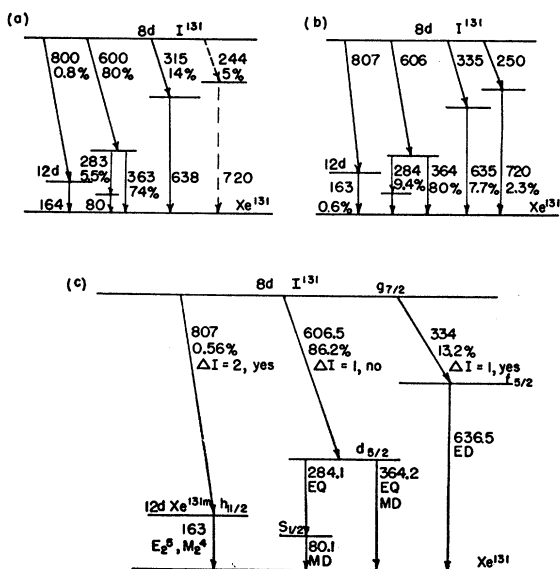 (a)
8d I¹³¹
800 600 315 244
0.8% 80% 14% 5%
283
5.5% 363
12d 74% 638 720
164 80 Xe¹³¹
(b)
8d I¹³¹
807 606 335 250
12d 284 364 635 720
163 9.4% 80% 7.7% 2.3%
0.6% Xe¹³¹
(c)
8d I¹³¹ g7/2
807 606.5 334
0.56% 86.2% 13.2%
ΔI = 2, yes ΔI = 1, no ΔI = 1, yes
f5/2
636.5
ED
d5/2
284.1 364.2
EQ EQ
MD
12d Xe¹³¹ᵐ h11/2
S1/2
163 80.1
E₂⁵, M₂⁴ MD Xe¹³¹